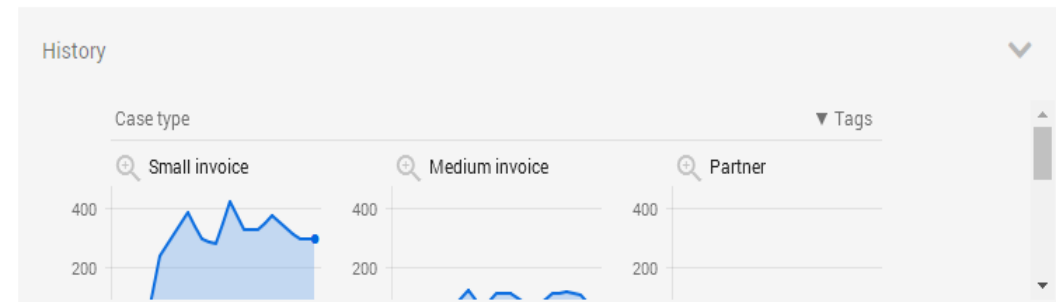 History
Case type ▼ Tags
Small invoice Medium invoice Partner
400 400 400
200 200 200